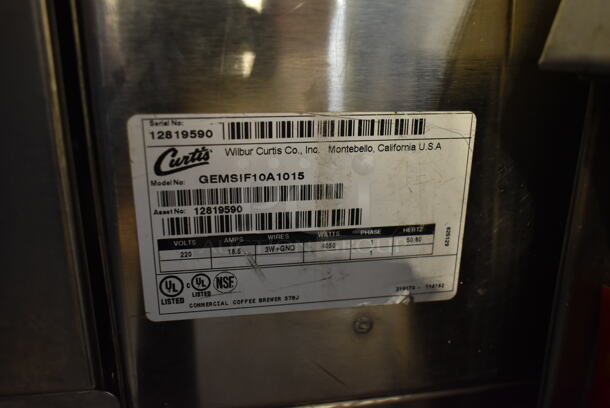 Serial No:
12819590
Curtis
Wilbur Curtis Co., Inc. Montebello, California U.S.A
Model No: GEMSIF10A1015
Asset No: 12819590
VOLTS AMPS WIRES WATTS PHASE HERTZ
220 18.5 3W+GND 4050 1 50/60
1
UL LISTED
C UL LISTED
NSF
COMMERCIAL COFFEE BREWER 378J